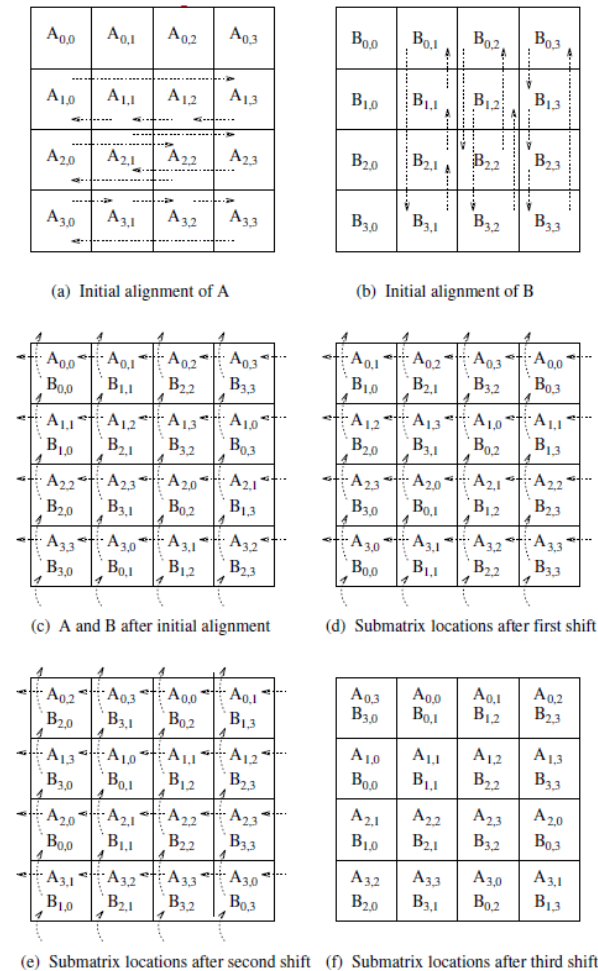 A0,0 A0,1 A0,2 A0,3
A1,0 A1,1 A1,2 A1,3
A2,0 A2,1 A2,2 A2,3
A3,0 A3,1 A3,2 A3,3
(a) Initial alignment of A
B0,0 B0,1 B0,2 B0,3
B1,0 B1,1 B1,2 B1,3
B2,0 B2,1 B2,2 B2,3
B3,0 B3,1 B3,2 B3,3
(b) Initial alignment of B
A0,0 A0,1 A0,2 A0,3
B0,0 B1,1 B2,2 B3,3
A1,1 A1,2 A1,3 A1,0
B1,0 B2,1 B3,2 B0,3
A2,2 A2,3 A2,0 A2,1
B2,0 B3,1 B0,2 B1,3
A3,3 A3,0 A3,1 A3,2
B3,0 B0,1 B1,2 B2,3
(c) A and B after initial alignment
A0,1 A0,2 A0,3 A0,0
B1,0 B2,1 B3,2 B0,3
A1,2 A1,3 A1,0 A1,1
B2,0 B3,1 B0,2 B1,3
A2,3 A2,0 A2,1 A2,2
B3,0 B0,1 B1,2 B2,3
A3,0 A3,1 A3,2 A3,3
B0,0 B1,1 B2,2 B3,3
(d) Submatrix locations after first shift
A0,2 A0,3 A0,0 A0,1
B2,0 B3,1 B0,2 B1,3
A1,3 A1,0 A1,1 A1,2
B3,0 B0,1 B1,2 B2,3
A2,0 A2,1 A2,2 A2,3
B0,0 B1,1 B2,2 B3,3
A3,1 A3,2 A3,3 A3,0
B1,0 B2,1 B3,2 B0,3
(e) Submatrix locations after second shift
A0,3 A0,0 A0,1 A0,2
B3,0 B0,1 B1,2 B2,3
A1,0 A1,1 A1,2 A1,3
B0,0 B1,1 B2,2 B3,3
A2,1 A2,2 A2,3 A2,0
B1,0 B2,1 B3,2 B0,3
A3,2 A3,3 A3,0 A3,1
B2,0 B3,1 B0,2 B1,3
(f) Submatrix locations after third shift